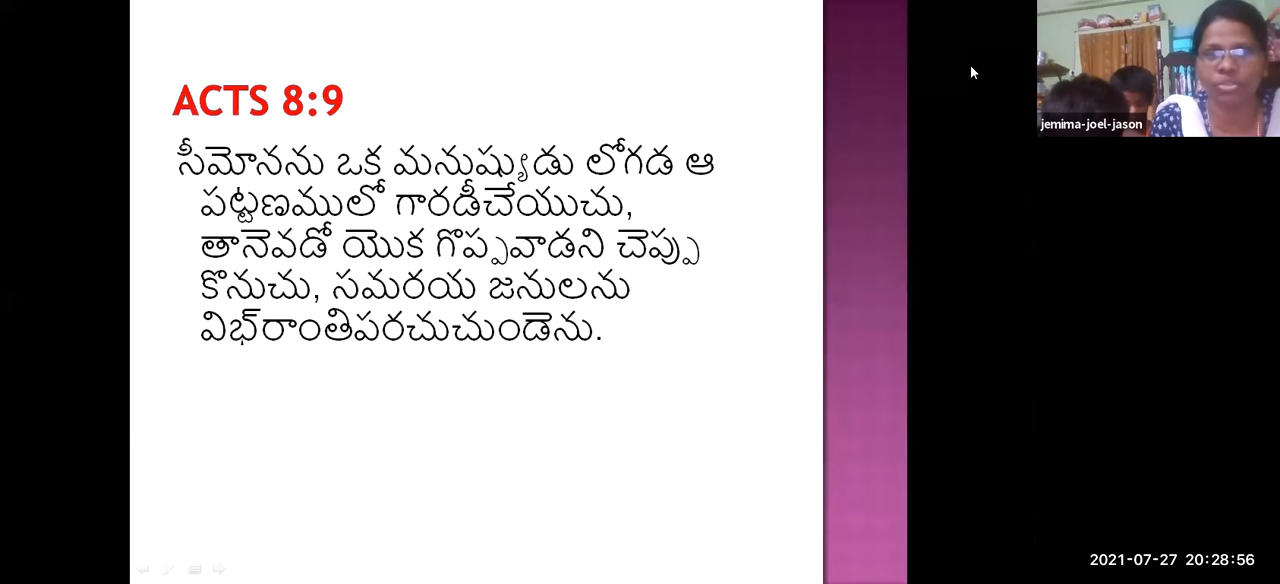 ACTS 8:9
సీమోనను ఒక మనుష్యుడు లోగడ ఆ
పట్టణములో గారడీచేయుచు,
తానెవడో యొక గొప్పవాడని చెప్పు
కొనుచు, సమరయ జనులను
విభ్‌రాంతిపరచుచుండెను.
jemima-joel-jason
2021-07-27 20:28:56